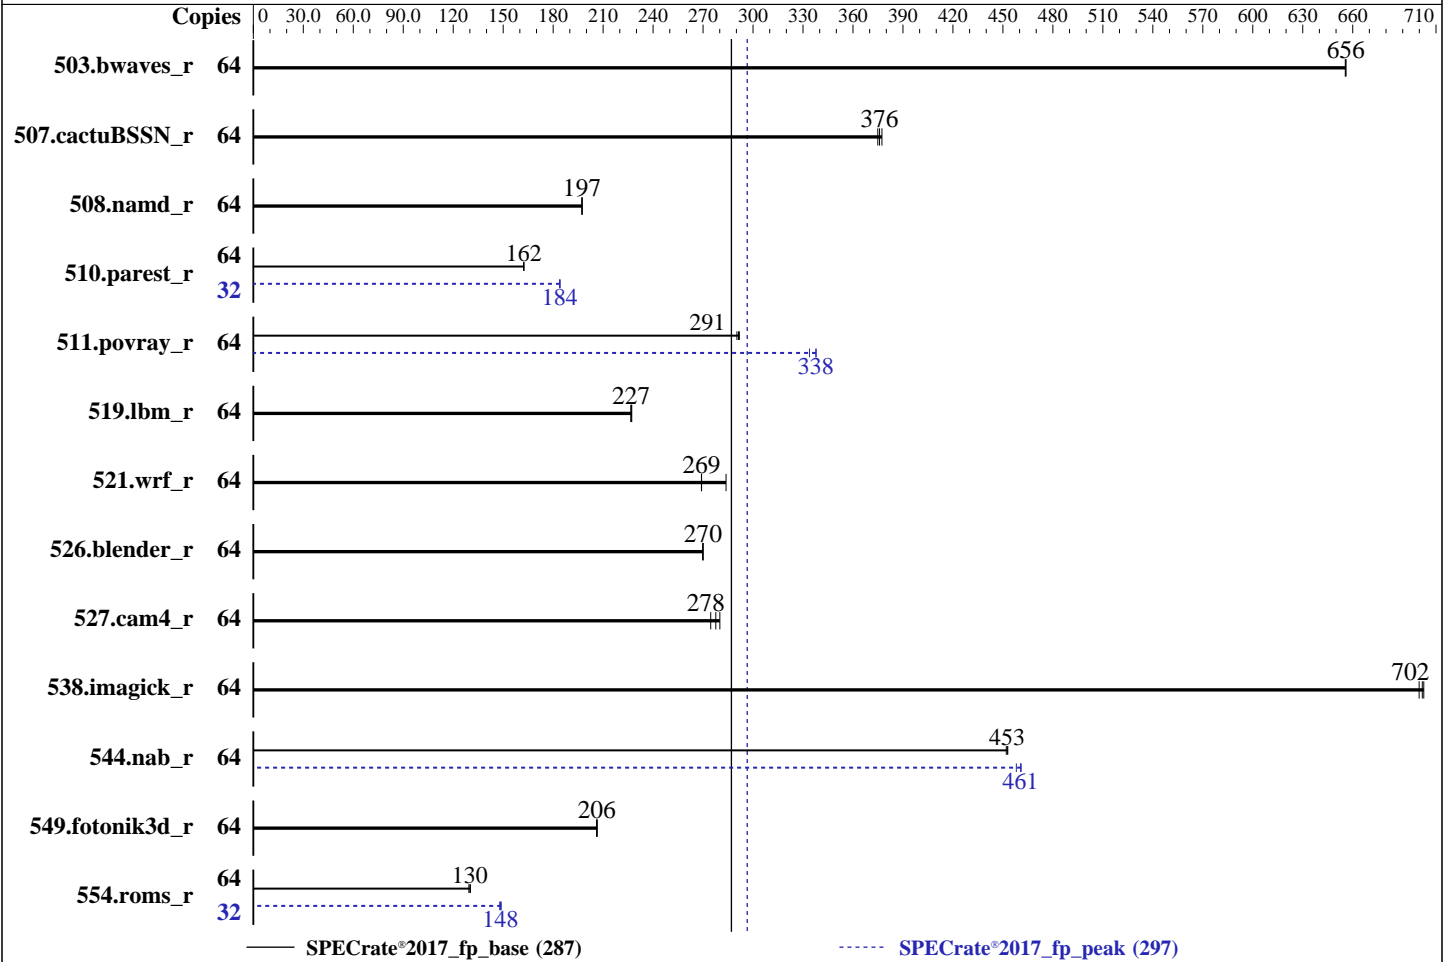 Copies 0 30.0 60.0 90.0 120 150 180 210 240 270 300 330 360 390 420 450 480 510 540 570 600 630 660 710
656
503.bwaves_r 64
376
507.cactuBSSN_r 64
197
508.namd_r 64
64 162
510.parest_r
32 184
291
511.povray_r 64
338
227
519.lbm_r 64
269
521.wrf_r 64
270
526.blender_r 64
278
527.cam4_r 64
702
538.imagick_r 64
453
544.nab_r 64
461
206
549.fotonik3d_r 64
64 130
554.roms_r
32 148
SPECrate®2017_fp_base (287) SPECrate®2017_fp_peak (297)